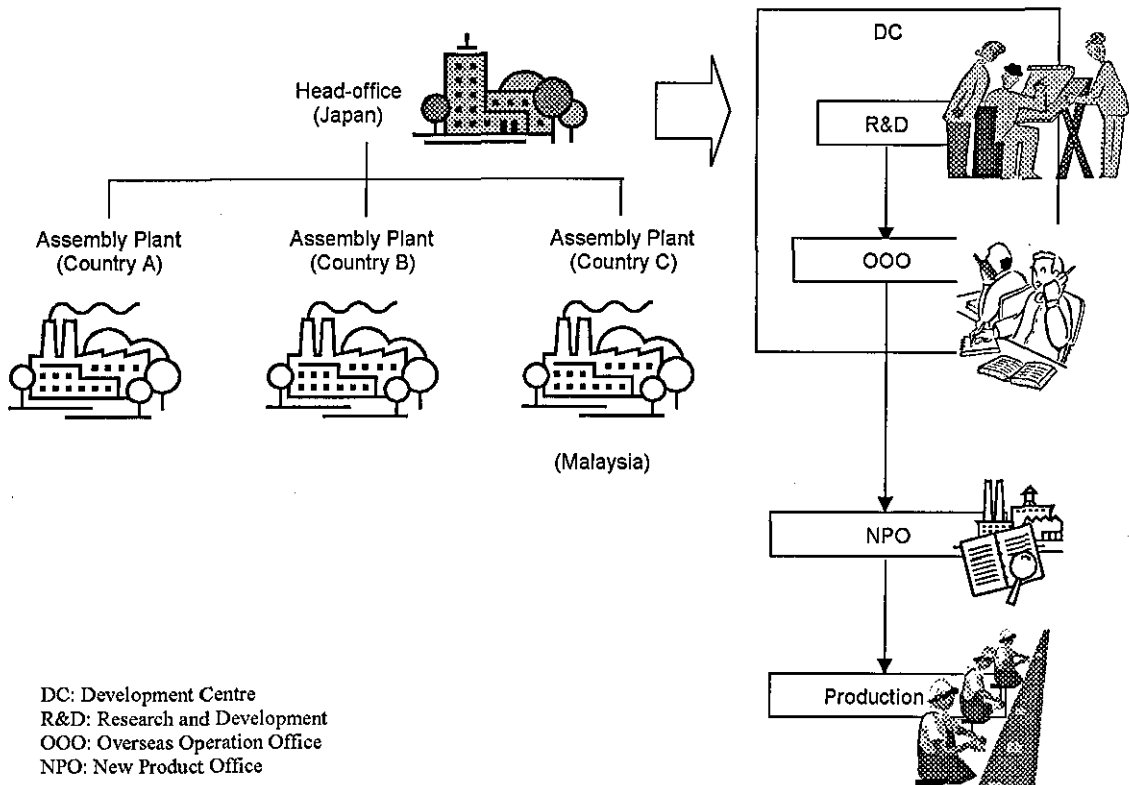 Head-office
(Japan)
Assembly Plant
(Country A)
Assembly Plant
(Country B)
Assembly Plant
(Country C)
(Malaysia)
DC
R&D
OOO
NPO
Production
DC: Development Centre
R&D: Research and Development
OOO: Overseas Operation Office
NPO: New Product Office